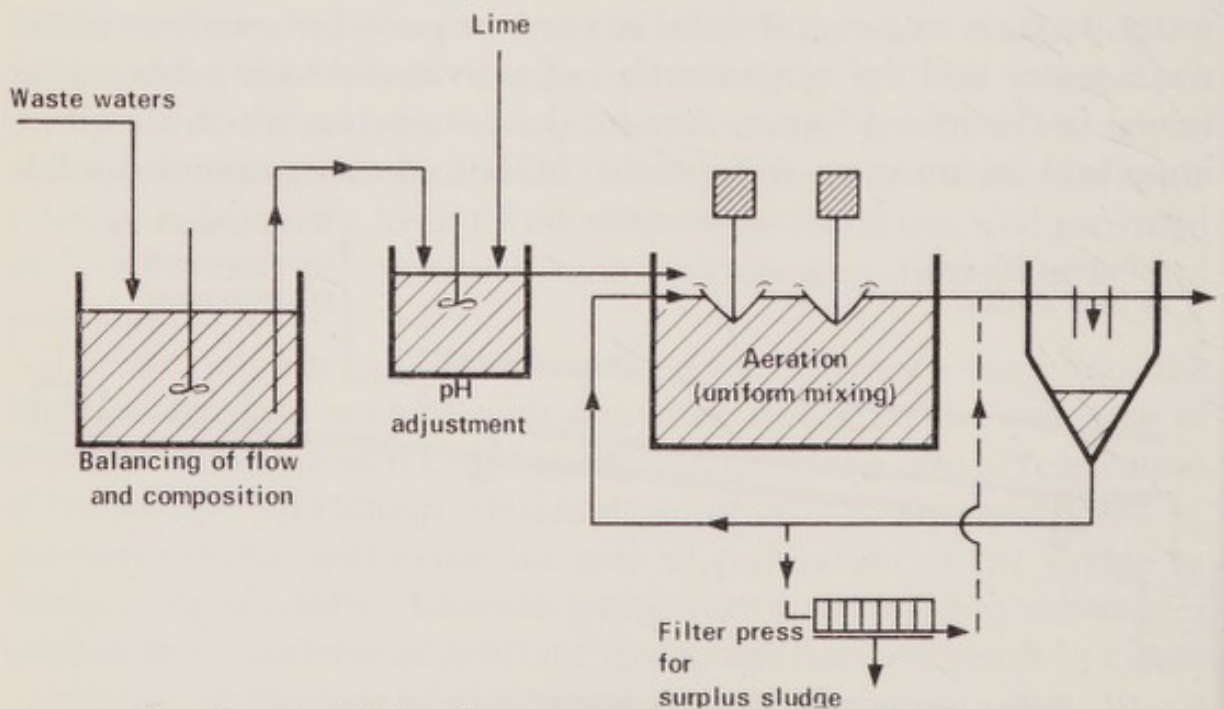 Lime
Waste waters
Aeration
(uniform mixing)
pH
adjustment
Balancing of flow
and composition
Filter press
for
surplus sludge